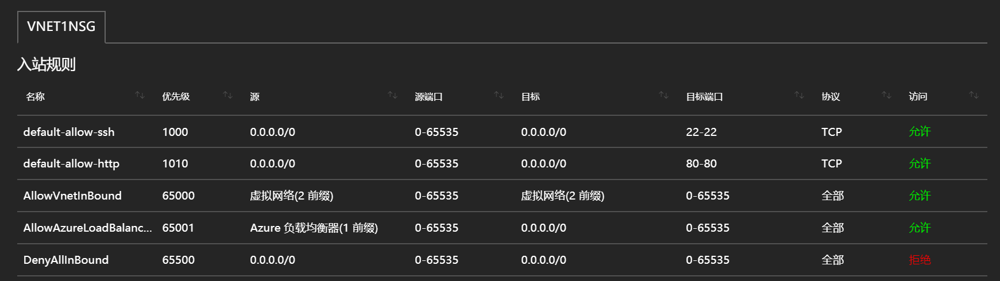 VNET1NSG
入站规则
名称 优先级 源 源端口 目标 目标端口 协议 访问
default-allow-ssh 1000 0.0.0.0/0 0-65535 0.0.0.0/0 22-22 TCP 允许
default-allow-http 1010 0.0.0.0/0 0-65535 0.0.0.0/0 80-80 TCP 允许
AllowVnetInBound 65000 虚拟网络(2 前缀) 0-65535 虚拟网络(2 前缀) 0-65535 全部 允许
AllowAzureLoadBalanc... 65001 Azure 负载均衡器(1 前缀) 0-65535 0.0.0.0/0 0-65535 全部 允许
DenyAllInBound 65500 0.0.0.0/0 0-65535 0.0.0.0/0 0-65535 全部 拒绝